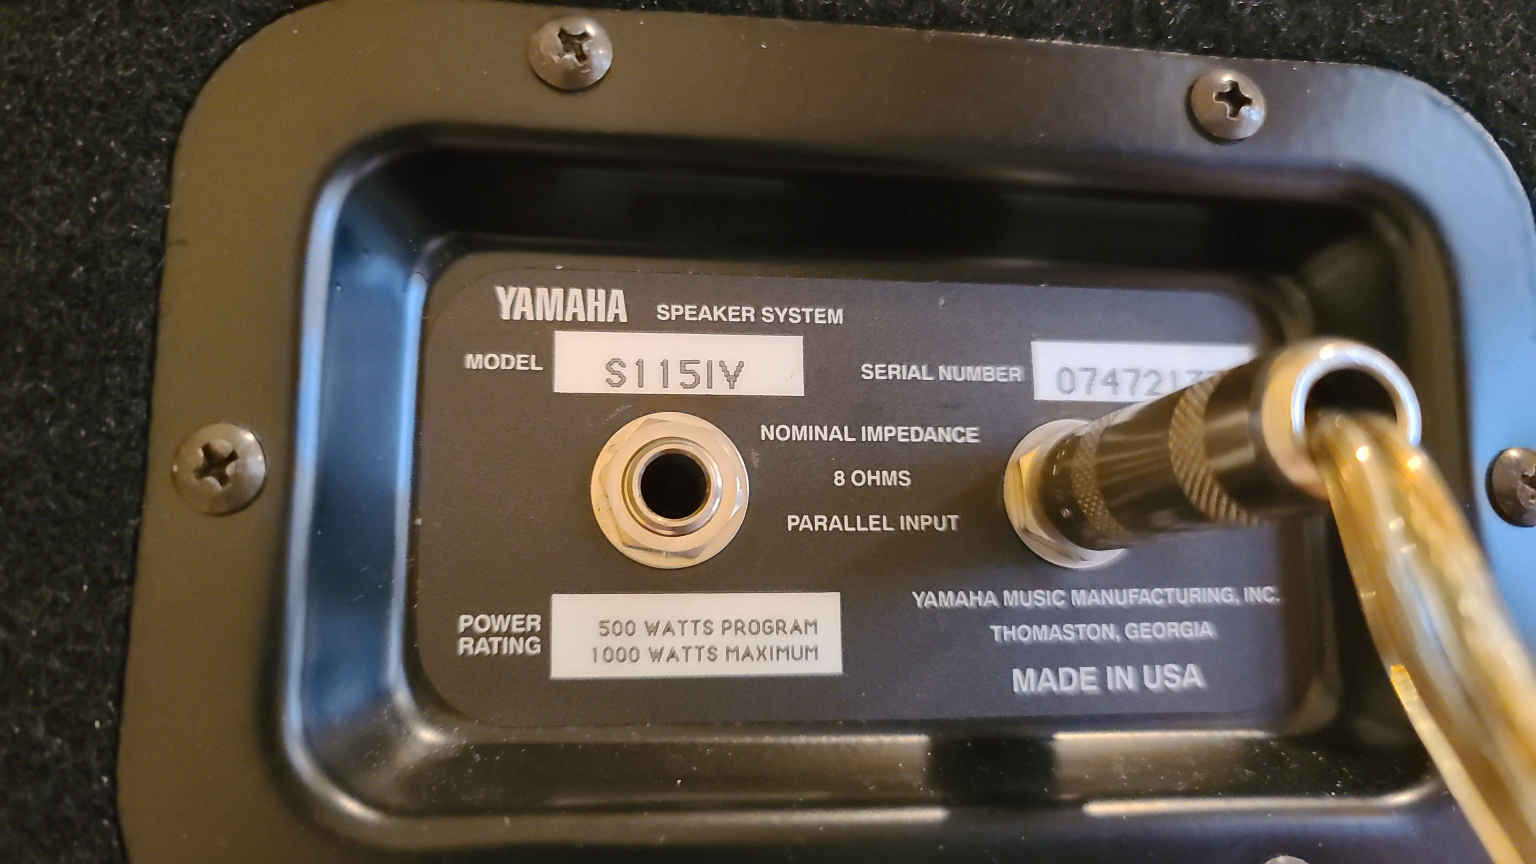 YAMAHA SPEAKER SYSTEM
MODEL S115IV
SERIAL NUMBER
NOMINAL IMPEDANCE
8 OHMS
PARALLEL INPUT
POWER
RATING
500 WATTS PROGRAM
1000 WATTS MAXIMUM
YAMAHA MUSIC MANUFACTURING, INC.
THOMASTON, GEORGIA
MADE IN USA